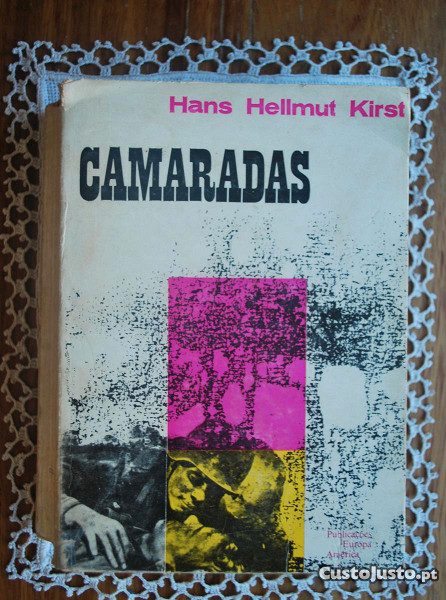 Hans Hellmut Kirst
CAMARADAS
Publicações
Europa
América
CustoJusto.pt